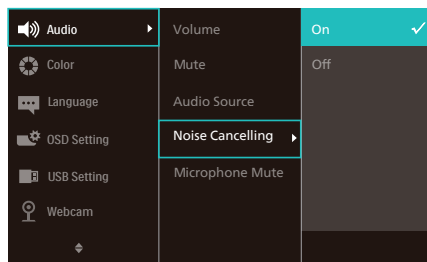 Audio
Color
Language
OSD Setting
USB Setting
Webcam
Volume
Mute
Audio Source
Noise Cancelling
Microphone Mute
On
Off